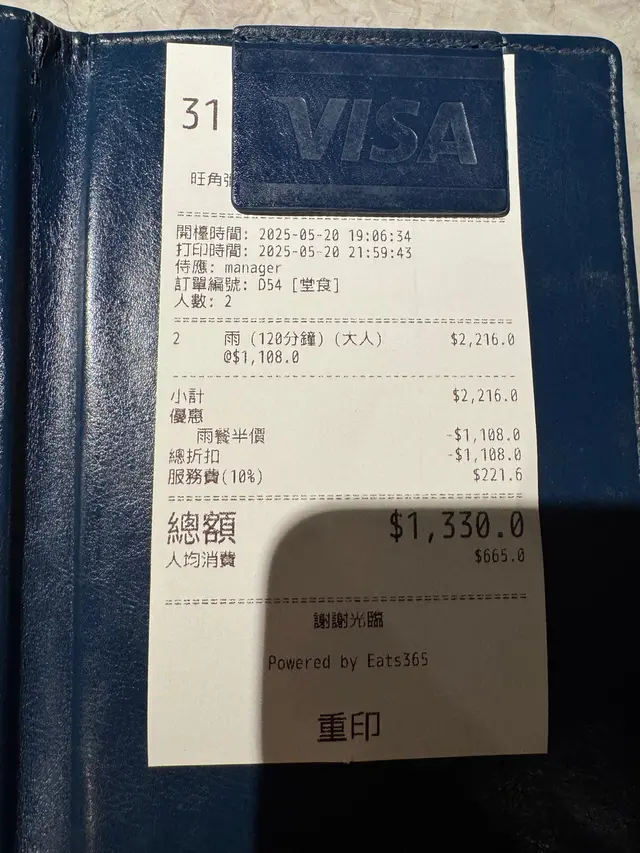 VISA
31
旺角
開檯時間: 2025-05-20 19:06:34
打印時間: 2025-05-20 21:59:43
侍應: manager
訂單編號: D54 [堂食]
人數: 2
2 雨 (120分鐘) (大人) $2,216.0
@$1,108.0
小計 $2,216.0
優惠
雨餐半價 -$1,108.0
總折扣 -$1,108.0
服務費(10%) $221.6
總額 $1,330.0
人均消費 $665.0
謝謝光臨
Powered by Eats365
重印